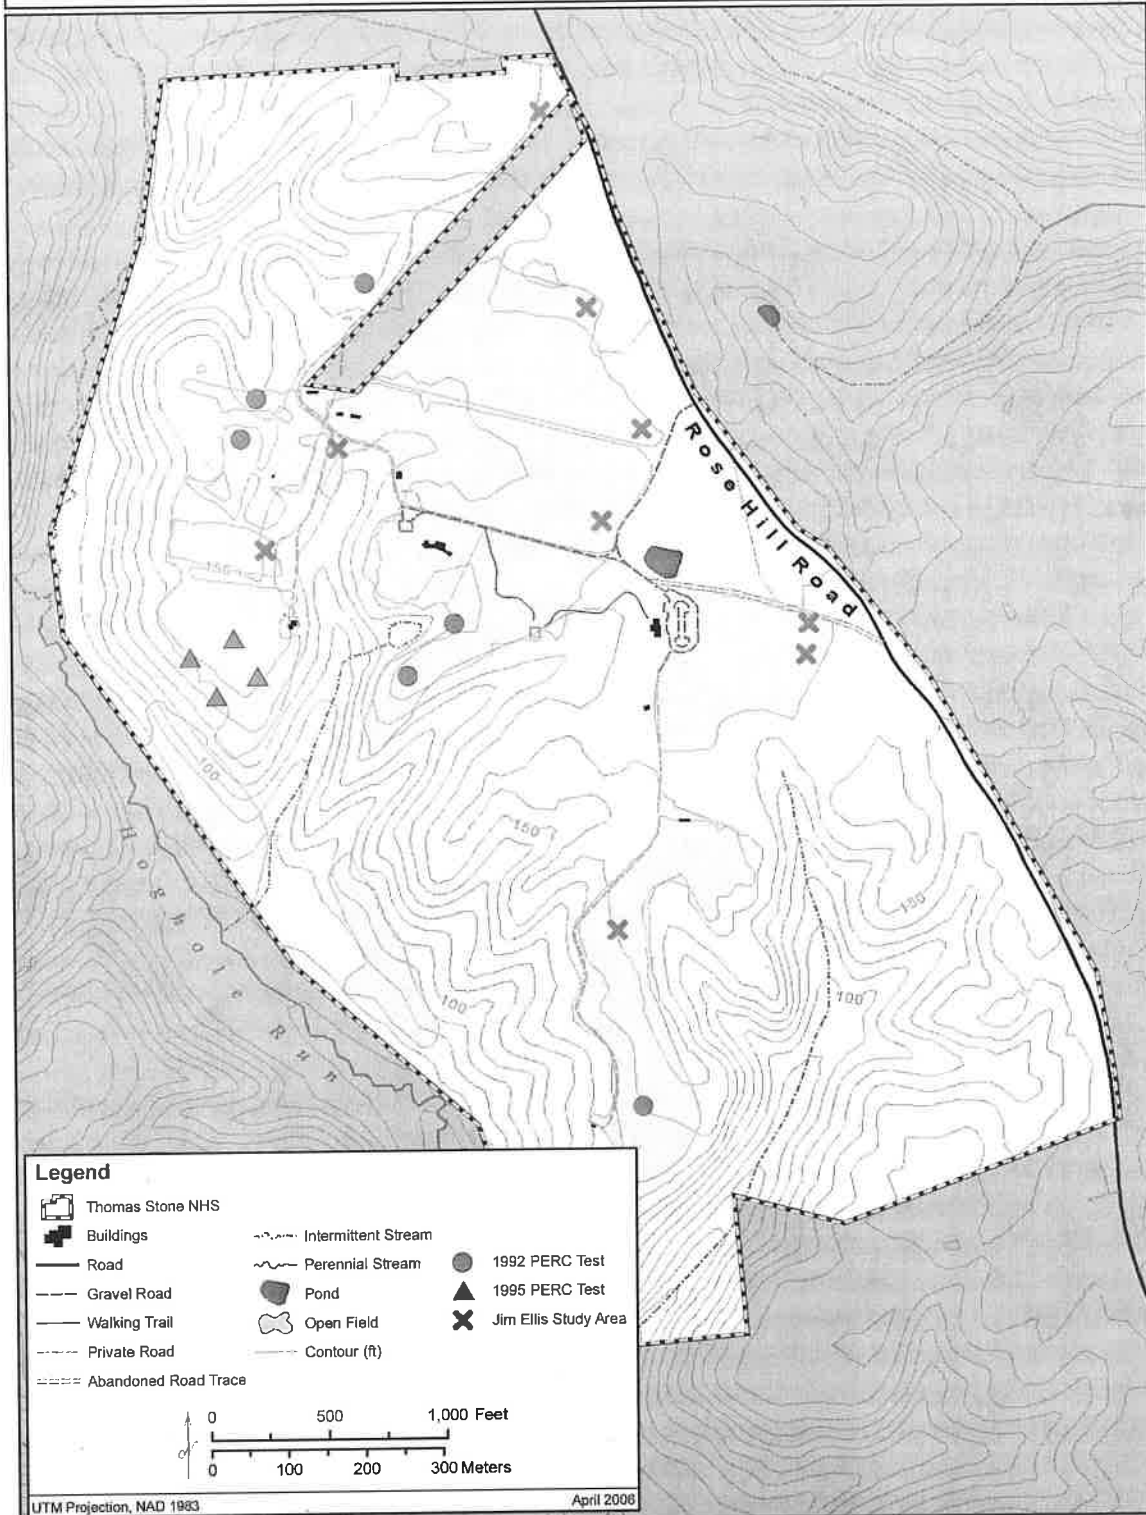 Rose Hill Road
150
100
150
150
100
100
Hoghole Run
Legend
Thomas Stone NHS
Buildings
Road
Gravel Road
Walking Trail
Private Road
Abandoned Road Trace
Intermittent Stream
Perennial Stream
Pond
Open Field
Contour (ft)
1992 PERC Test
1995 PERC Test
Jim Ellis Study Area
0 500 1,000 Feet
0 100 200 300 Meters
UTM Projection, NAD 1983
April 2006